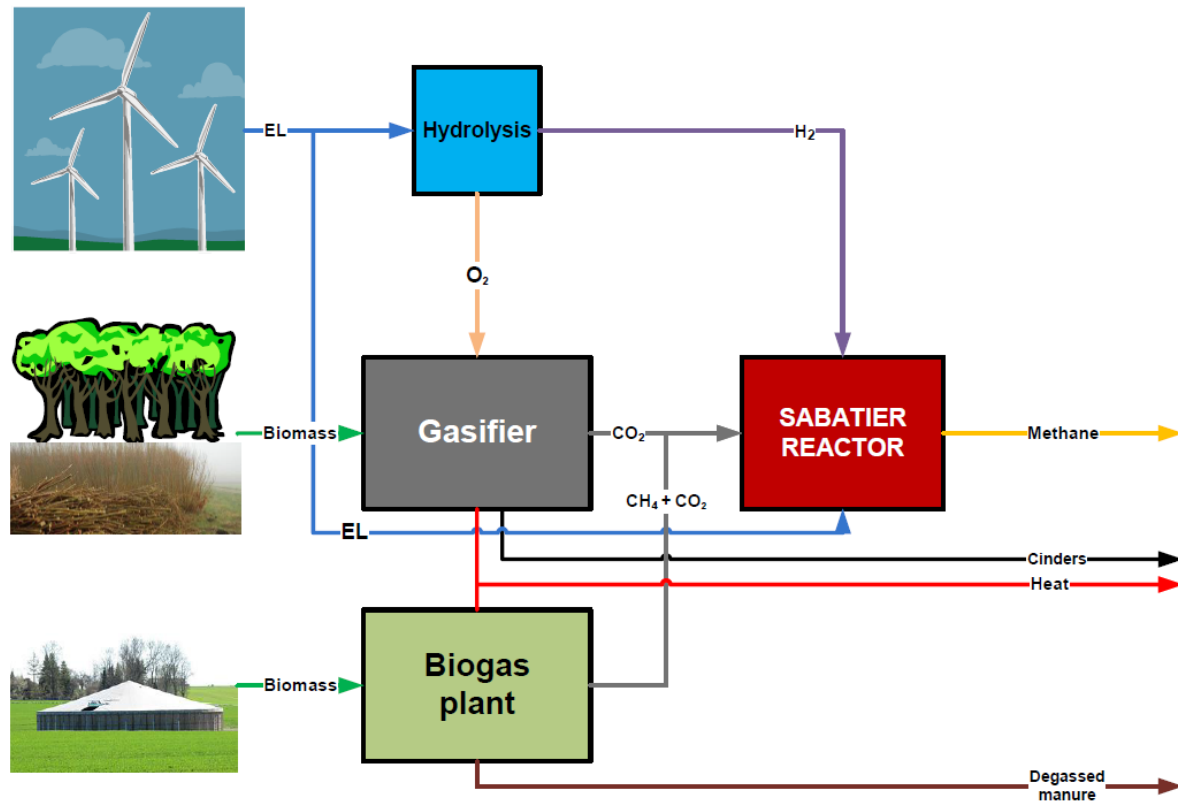 EL
Hydrolysis
H₂
O₂
Biomass
Gasifier
CO₂
SABATIER
REACTOR
Methane
CH₄ + CO₂
EL
Cinders
Heat
Biomass
Biogas
plant
Degassed
manure